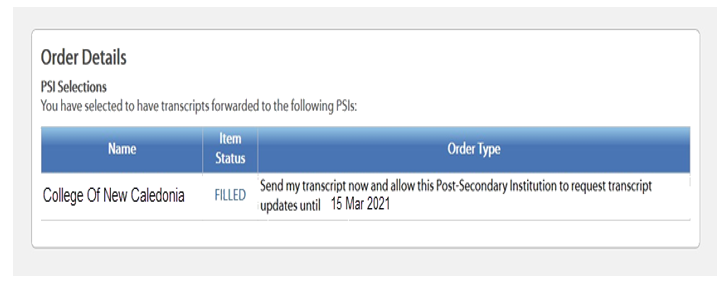 Order Details
PSI Selections
You have selected to have transcripts forwarded to the following PSIs:
Name
Item
Status
Order Type
College Of New Caledonia
FILLED
Send my transcript now and allow this Post-Secondary Institution to request transcript
updates until 15 Mar 2021